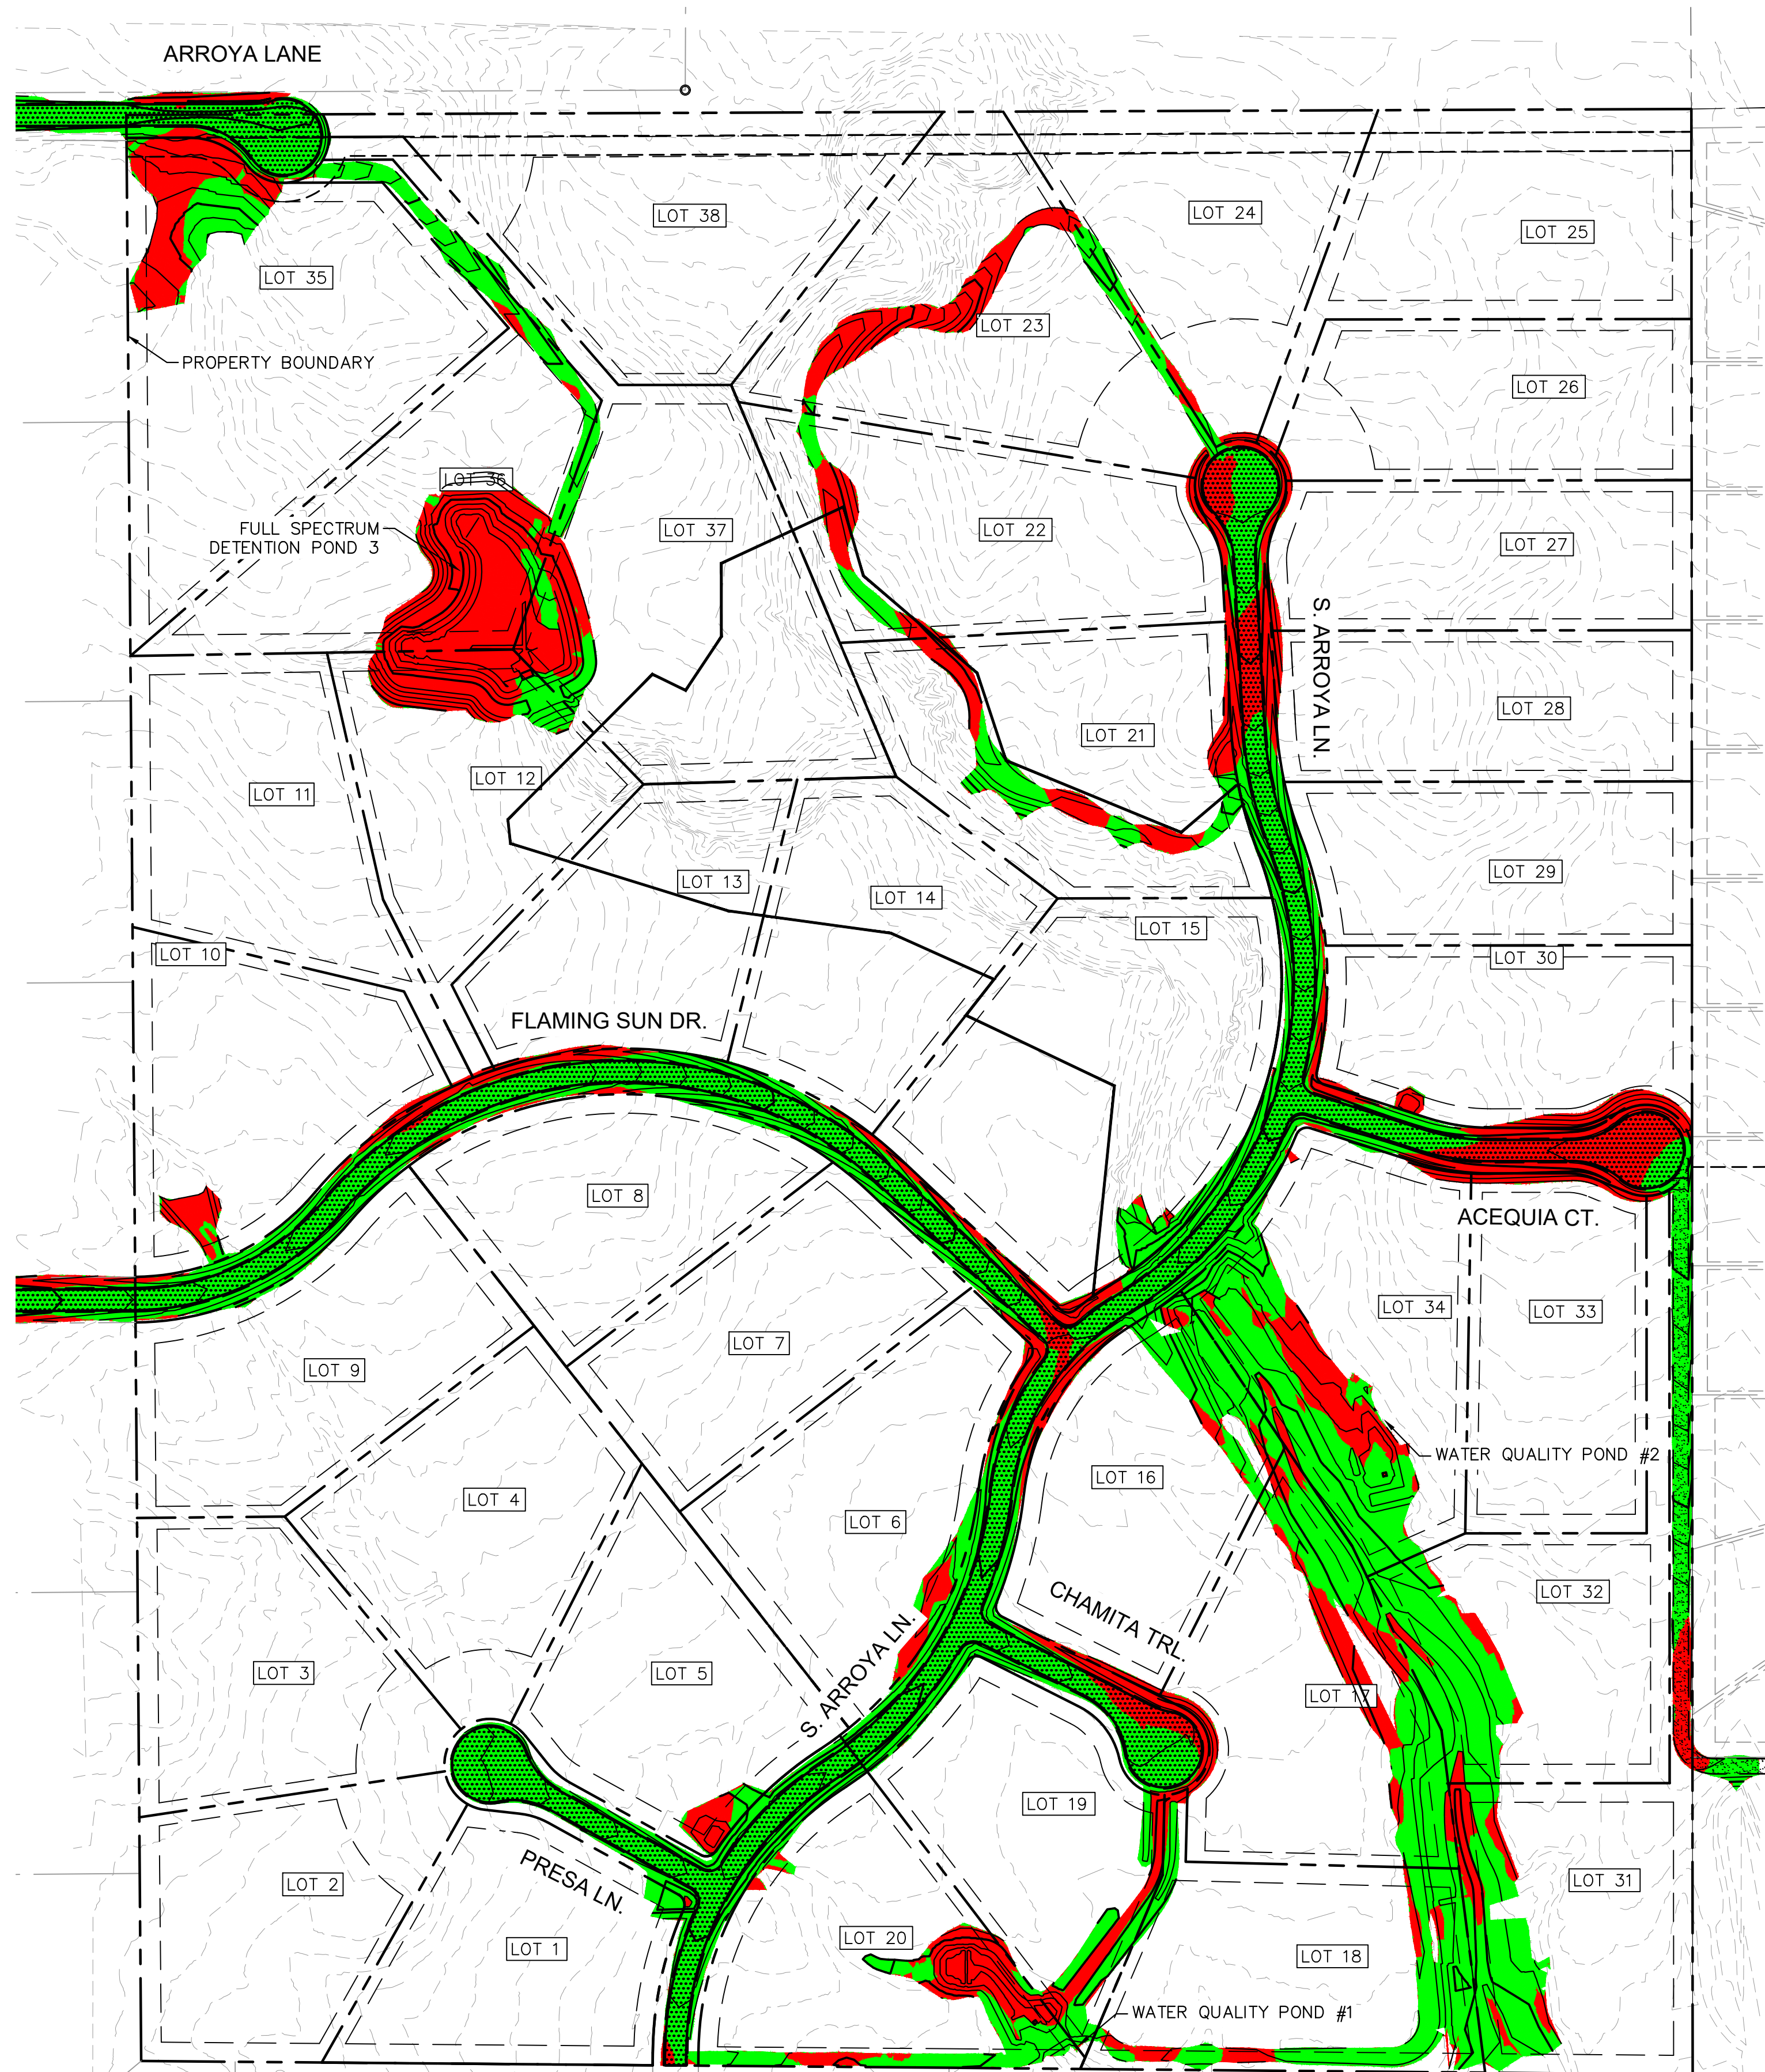 ARROYA LANE
LOT 38
LOT 24
LOT 25
LOT 35
LOT 23
PROPERTY BOUNDARY
LOT 26
LOT 36
FULL SPECTRUM
DETENTION POND 3
LOT 37
LOT 22
LOT 27
S. ARROYA LN.
LOT 28
LOT 21
LOT 12
LOT 11
LOT 29
LOT 13
LOT 14
LOT 15
LOT 10
LOT 30
FLAMING SUN DR.
LOT 8
ACEQUIA CT.
LOT 34
LOT 33
LOT 7
LOT 9
WATER QUALITY POND #2
LOT 16
LOT 4
LOT 6
LOT 32
CHAMITA TRL.
LOT 3
LOT 5
S. ARROYA LN.
LOT 17
LOT 19
PRESA LN.
LOT 2
LOT 31
LOT 20
LOT 1
LOT 18
WATER QUALITY POND #1